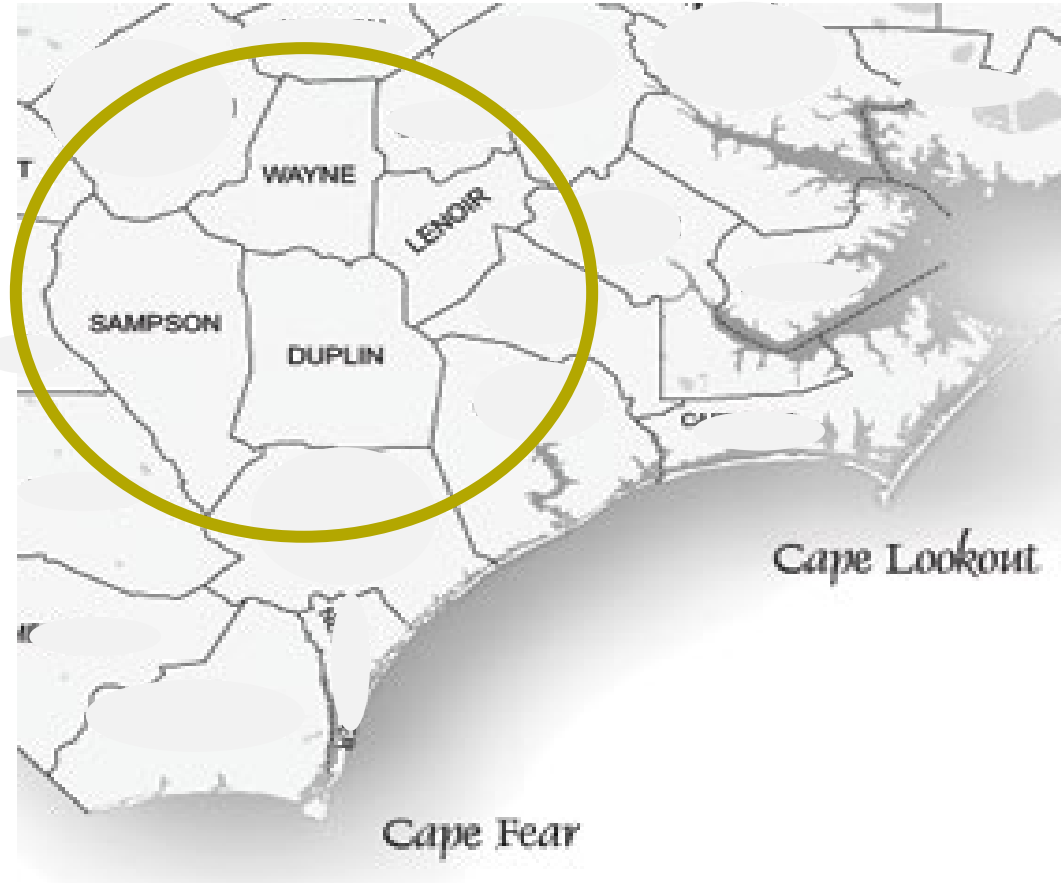 WAYNE
LENOIR
SAMPSON
DUPLIN
Cape Lookout
Cape Fear